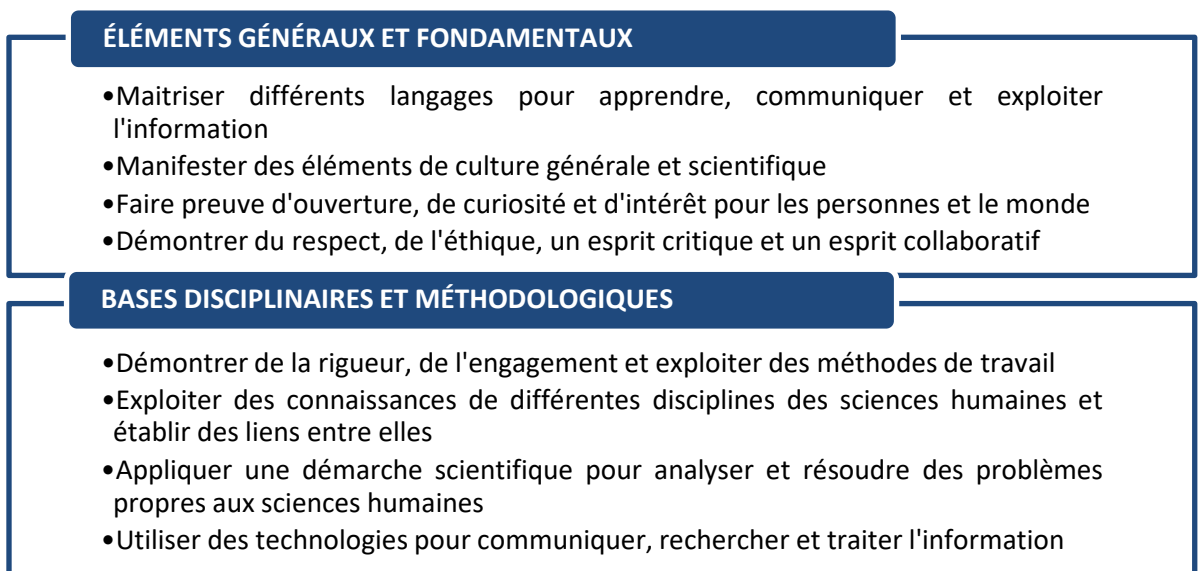 ÉLÉMENTS GÉNÉRAUX ET FONDAMENTAUX
•Maitriser différents langages pour apprendre, communiquer et exploiter
l'information
•Manifester des éléments de culture générale et scientifique
•Faire preuve d'ouverture, de curiosité et d'intérêt pour les personnes et le monde
•Démontrer du respect, de l'éthique, un esprit critique et un esprit collaboratif
BASES DISCIPLINAIRES ET MÉTHODOLOGIQUES
•Démontrer de la rigueur, de l'engagement et exploiter des méthodes de travail
•Exploiter des connaissances de différentes disciplines des sciences humaines et
établir des liens entre elles
•Appliquer une démarche scientifique pour analyser et résoudre des problèmes
propres aux sciences humaines
•Utiliser des technologies pour communiquer, rechercher et traiter l'information